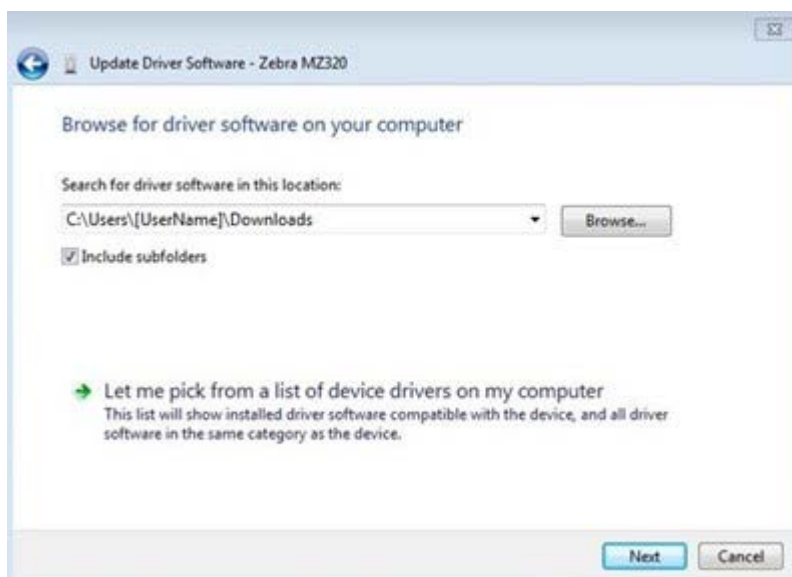 Update Driver Software - Zebra MZ320
Browse for driver software on your computer
Search for driver software in this location:
C:\Users\[UserName]\Downloads
Browse...
Include subfolders
Let me pick from a list of device drivers on my computer
This list will show installed driver software compatible with the device, and all driver
software in the same category as the device.
Next Cancel